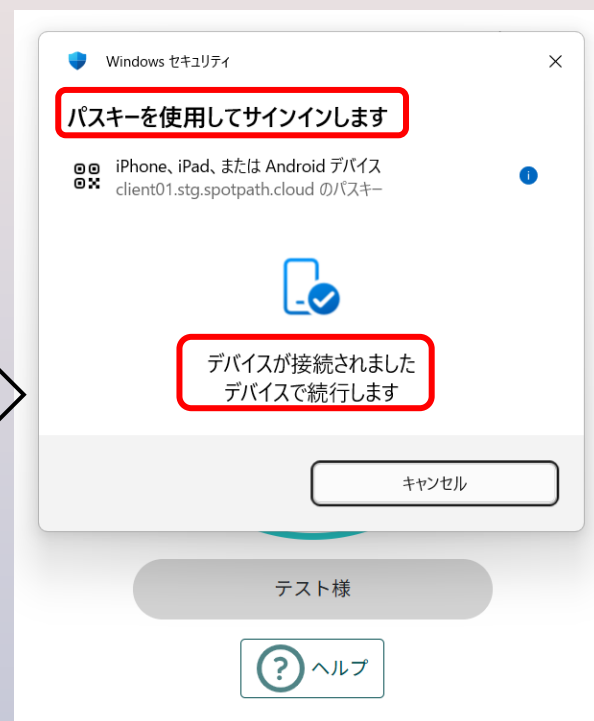 Windows セキュリティ
パスキーを使用してサインインします
iPhone、iPad、または Android デバイス
client01.stg.spotpath.cloud のパスキー
デバイスが接続されました
デバイスで続行します
キャンセル
テスト様
? ヘルプ